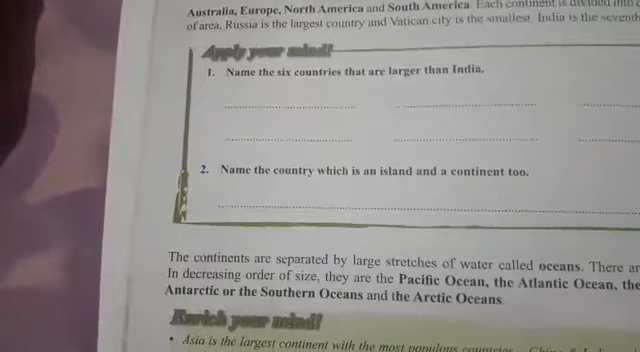 Australia, Europe, North America and South America. Each continent is divided into
of area, Russia is the largest country and Vatican city is the smallest. India is the seventh
Apply your mind!
1. Name the six countries that are larger than India.
2. Name the country which is an island and a continent too.
The continents are separated by large stretches of water called oceans. There ar
In decreasing order of size, they are the Pacific Ocean, the Atlantic Ocean, the
Antarctic or the Southern Oceans and the Arctic Oceans.
Enrich your mind!
• Asia is the largest continent with the most populous countries